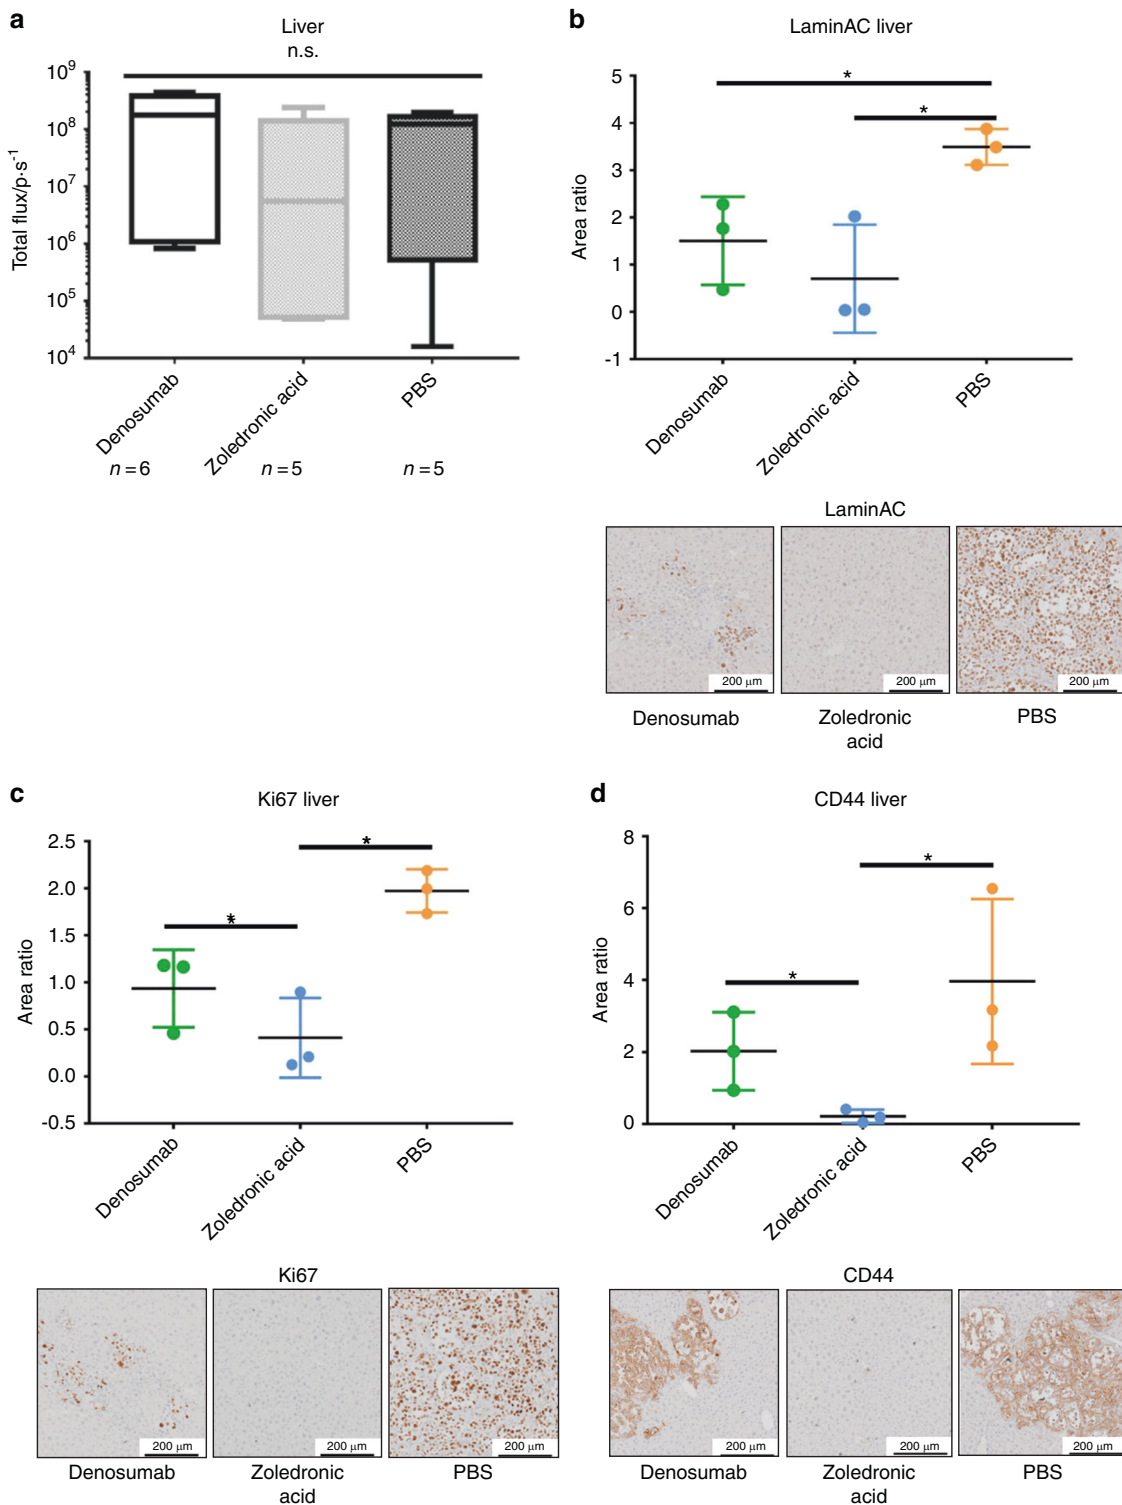 a
Liver
n.s.
Total flux/p·s⁻¹
10⁹
10⁸
10⁷
10⁶
10⁵
10⁴
Denosumab
Zoledronic acid
PBS
n = 6
n = 5
n = 5
b
LaminAC liver
*
*
Area ratio
5
4
3
2
1
0
-1
Denosumab
Zoledronic acid
PBS
LaminAC
200 μm
200 μm
200 μm
Denosumab
Zoledronic
acid
PBS
c
Ki67 liver
*
*
*
Area ratio
2.5
2.0
1.5
1.0
0.5
0.0
-0.5
Denosumab
Zoledronic acid
PBS
Ki67
200 μm
200 μm
200 μm
Denosumab
Zoledronic
acid
PBS
d
CD44 liver
*
*
Area ratio
8
6
4
2
0
Denosumab
Zoledronic acid
PBS
CD44
200 μm
200 μm
200 μm
Denosumab
Zoledronic
acid
PBS